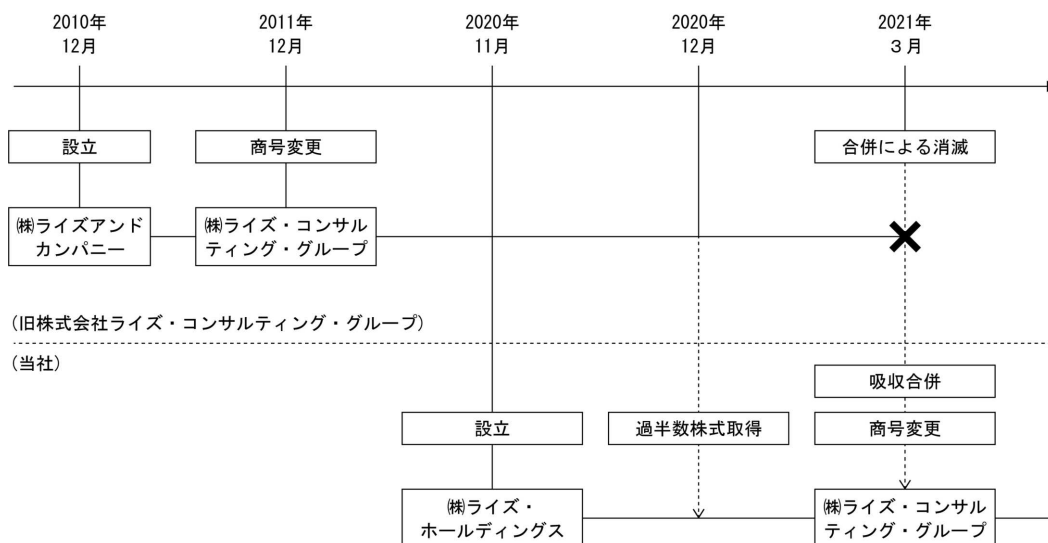 2010年
12月
2011年
12月
2020年
11月
2020年
12月
2021年
3月
設立
商号変更
合併による消滅
㈱ライズアンド
カンパニー
㈱ライズ・コンサル
ティング・グループ
(旧株式会社ライズ・コンサルティング・グループ)
(当社)
吸収合併
設立
過半数株式取得
商号変更
㈱ライズ・
ホールディングス
㈱ライズ・コンサル
ティング・グループ